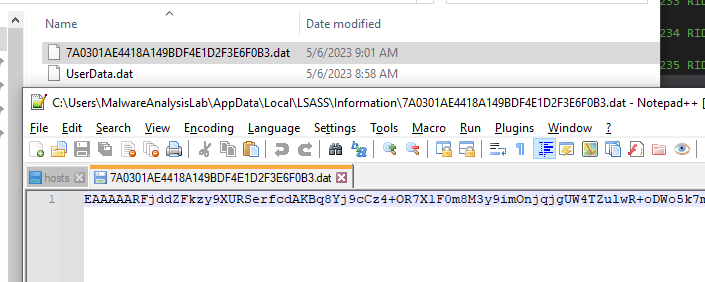 Name
Date modified
7A0301AE4418A149BDF4E1D2F3E6F0B3.dat
5/6/2023 9:01 AM
UserData.dat
5/6/2023 8:58 AM
234 RID
235 RID
C:\Users\MalwareAnalysisLab\AppData\Local\LSASS\Information\7A0301AE4418A149BDF4E1D2F3E6F0B3.dat - Notepad++ [
File Edit Search View Encoding Language Settings Tools Macro Run Plugins Window ?
hosts
7A0301AE4418A149BDF4E1D2F3E6F0B3.dat
1 EAAAAARFjddZFkzy9XURSerfcdAKBq8Yj9cCz4+OR7X1F0m8M3y9imOnjqjgUW4TZulwR+oDWo5k7m